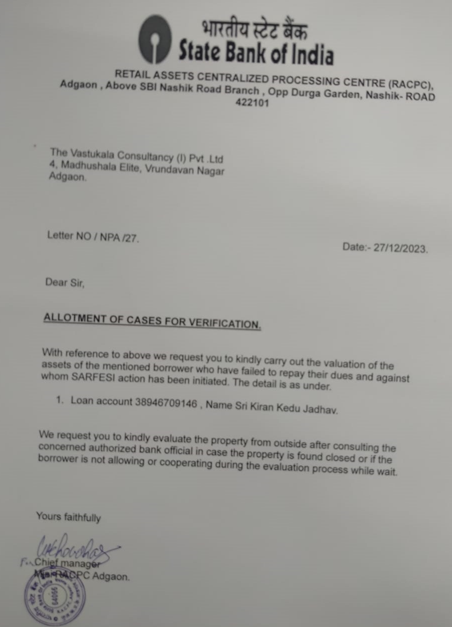 भारतीय स्टेट बैंक
State Bank of India
RETAIL ASSETS CENTRALIZED PROCESSING CENTRE (RACPC),
Adgaon , Above SBI Nashik Road Branch , Opp Durga Garden, Nashik- ROAD
422101
The Vastukala Consultancy (I) Pvt .Ltd
4, Madhushala Elite, Vrundavan Nagar
Adgaon.
Letter NO / NPA /27.
Date:- 27/12/2023.
Dear Sir,
ALLOTMENT OF CASES FOR VERIFICATION.
With reference to above we request you to kindly carry out the valuation of the
assets of the mentioned borrower who have failed to repay their dues and against
whom SARFESI action has been initiated. The detail is as under.
1. Loan account 38946709146 , Name Sri Kiran Kedu Jadhav.
We request you to kindly evaluate the property from outside after consulting the
concerned authorized bank official in case the property is found closed or if the
borrower is not allowing or cooperating during the evaluation process while wait.
Yours faithfully
Chief manager
RACPC Adgaon.